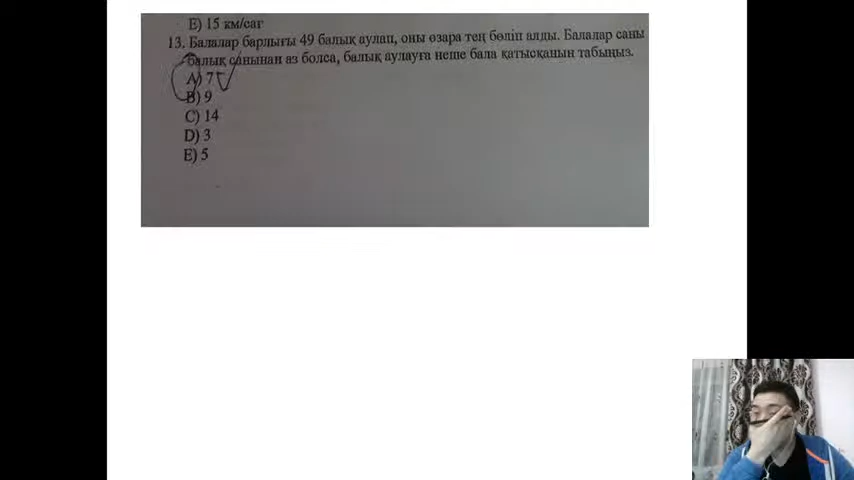 E) 15 км/сағ
13. Балалар барлығы 49 балық аулап, оны өзара тең бөліп алды. Балалар саны
балық санынан аз болса, балық аулауға неше бала қатысқанын табыңыз.
A) 7
B) 9
C) 14
D) 3
E) 5